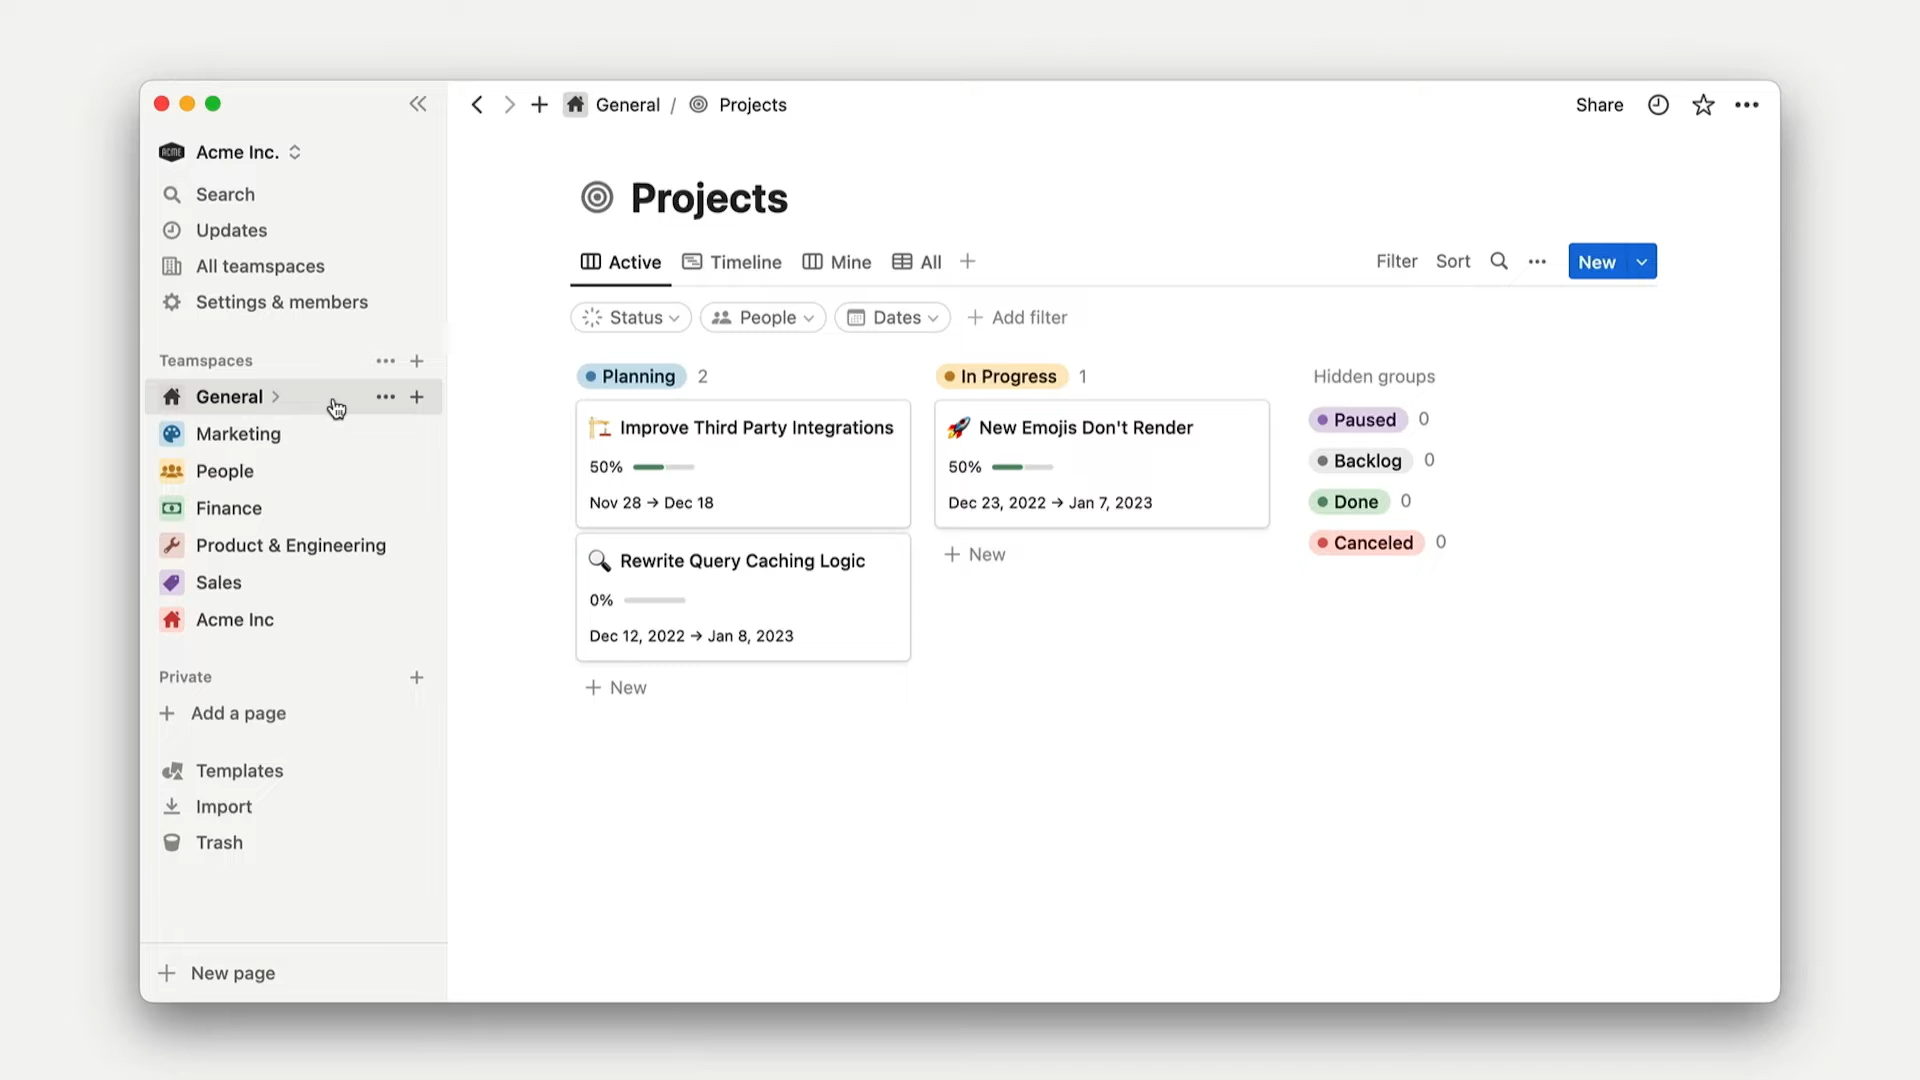 General / Projects
Share
ACME Acme Inc.
Search
Updates
All teamspaces
Settings & members
Teamspaces
General
Marketing
People
Finance
Product & Engineering
Sales
Acme Inc
Private
Add a page
Templates
Import
Trash
New page
Projects
Active Timeline Mine All
Filter Sort New
Status People Dates Add filter
Planning 2
Improve Third Party Integrations
50%
Nov 28 → Dec 18
Rewrite Query Caching Logic
0%
Dec 12, 2022 → Jan 8, 2023
New
In Progress 1
New Emojis Don't Render
50%
Dec 23, 2022 → Jan 7, 2023
New
Hidden groups
Paused 0
Backlog 0
Done 0
Canceled 0